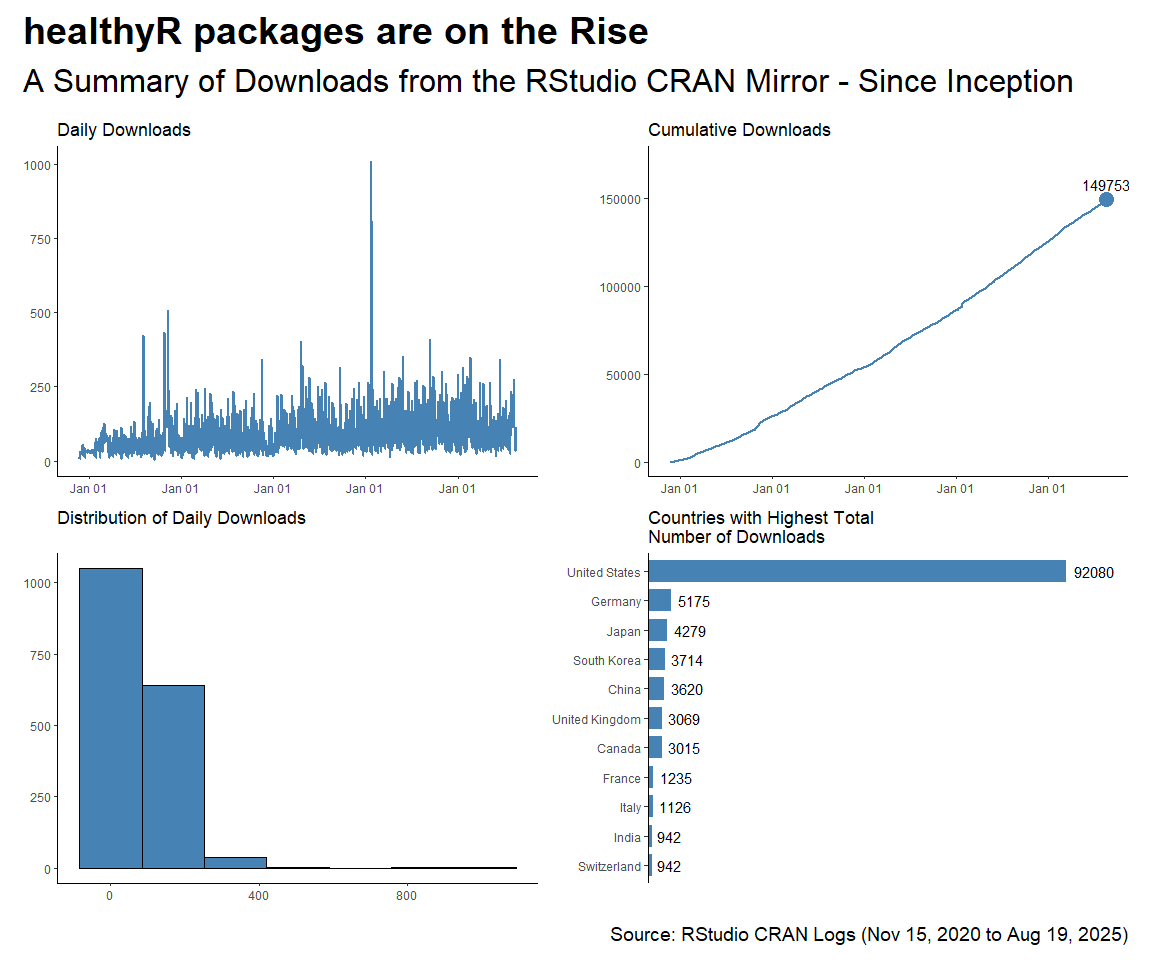 healthyR packages are on the Rise
A Summary of Downloads from the RStudio CRAN Mirror - Since Inception
Daily Downloads
1000
750
500
250
0
Jan 01 Jan 01 Jan 01 Jan 01 Jan 01
Cumulative Downloads
149753
150000
100000
50000
0
Jan 01 Jan 01 Jan 01 Jan 01 Jan 01
Distribution of Daily Downloads
1000
750
500
250
0
0 400 800
Countries with Highest Total
Number of Downloads
United States 92080
Germany 5175
Japan 4279
South Korea 3714
China 3620
United Kingdom 3069
Canada 3015
France 1235
Italy 1126
India 942
Switzerland 942
Source: RStudio CRAN Logs (Nov 15, 2020 to Aug 19, 2025)